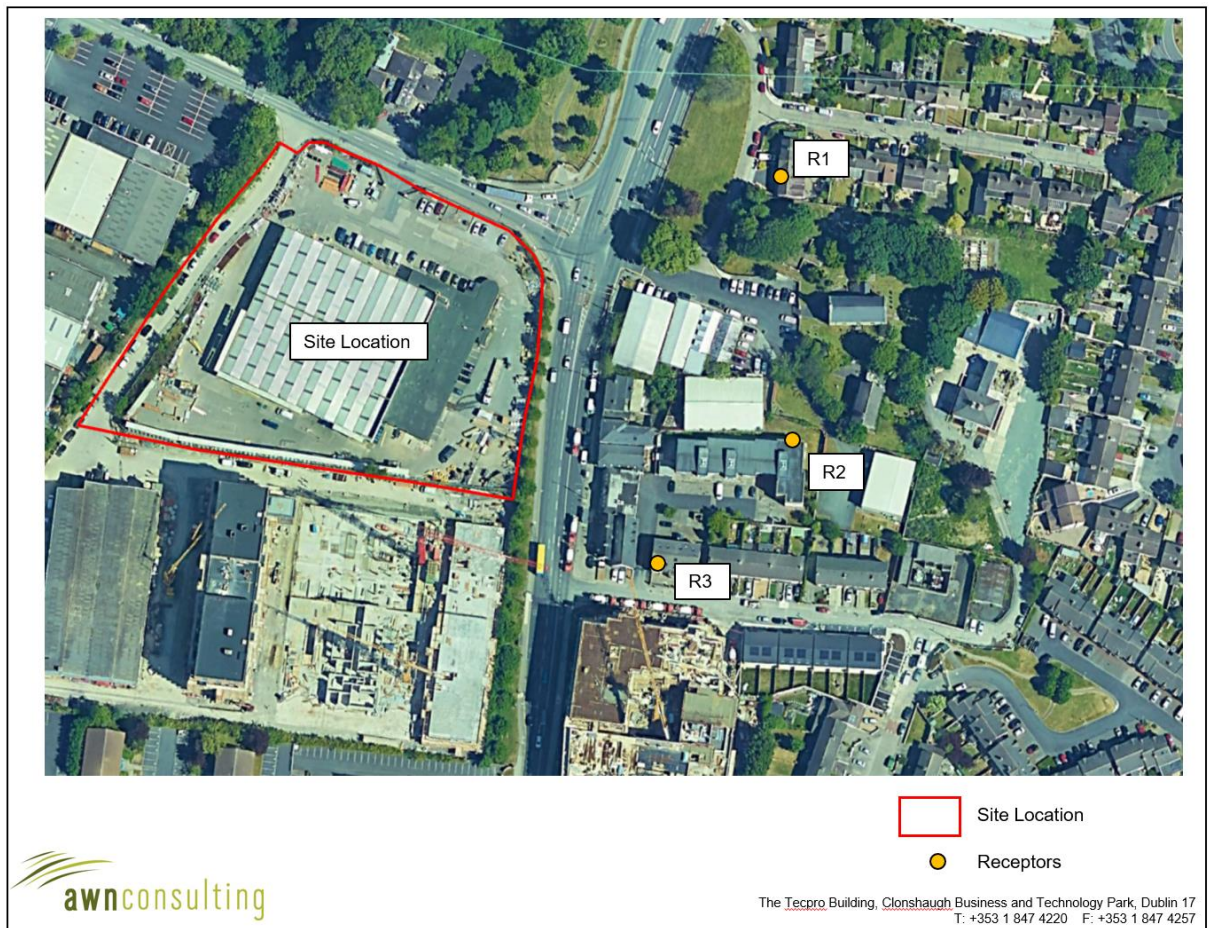 R1
Site Location
R2
R3
Site Location
Receptors
awnconsulting
The Tecpro Building, Clonshaugh Business and Technology Park, Dublin 17
T: +353 1 847 4220 F: +353 1 847 4257